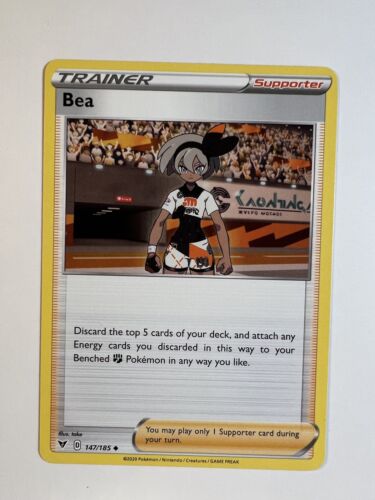 TRAINER Supporter
Bea
Discard the top 5 cards of your deck, and attach any
Energy cards you discarded in this way to your
Benched Pokémon in any way you like.
Illus. take
D 147/185
You may play only 1 Supporter card during
your turn.
©2020 Pokémon / Nintendo / Creatures / GAME FREAK